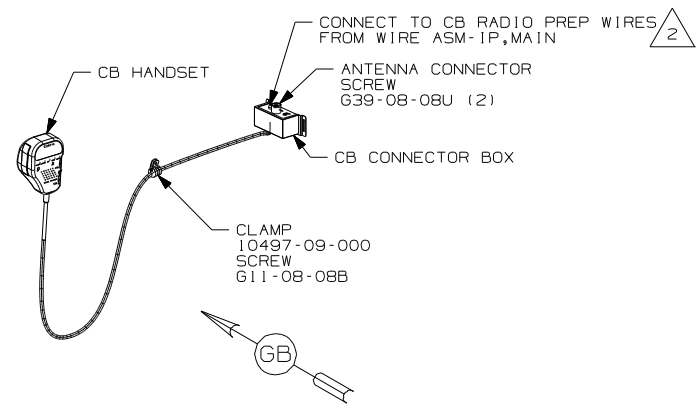 CONNECT TO CB RADIO PREP WIRES
FROM WIRE ASM-IP,MAIN
2
CB HANDSET
ANTENNA CONNECTOR
SCREW
G39-08-08U (2)
CB CONNECTOR BOX
CLAMP
10497-09-000
SCREW
G11-08-08B
GB